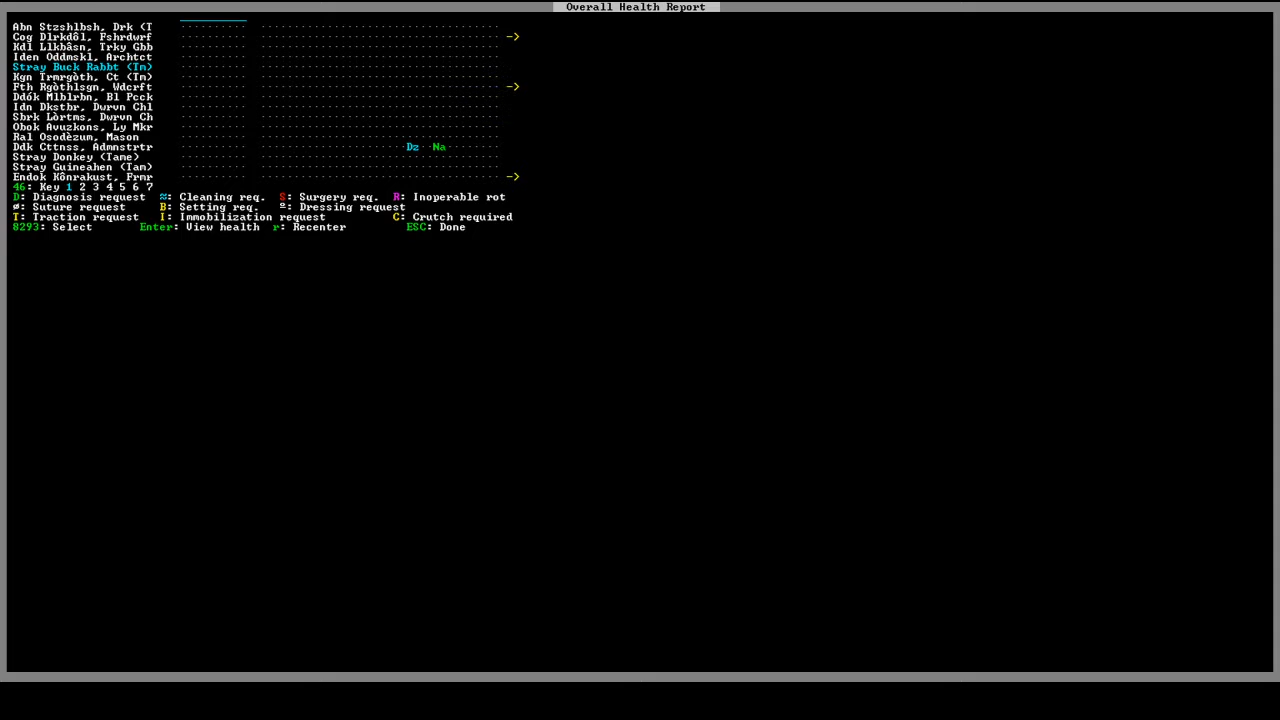 Overall Health Report
Abn Stzshlbsh, Drk (T
Cog Dlrkdôl, Fshrdwrf ->
Kdl Llkbâsn, Trky Gbb
Iden Oddmskl, Archtct
Stray Buck Rabbt (Tm)
Kgn Trmrgòth, Ct (Tm)
Fth Rgòthlsgn, Wdcrft ->
Ddók Mlblrbn, Bl Pcck
Idn Dkstbr, Dwrvn Chl
Sbrk Lòrtms, Dwrvn Ch
Obok Avuzkons, Ly Mkr
Ral Osodèzum, Mason
Ddk Cttnss, Admnstrtr Dz Na
Stray Donkey (Tame)
Stray Guineahen (Tam)
Endok Kônrakust, Frmr ->
46: Key 1 2 3 4 5 6 7
D: Diagnosis request ≈: Cleaning req. S: Surgery req. R: Inoperable rot
ø: Suture request B: Setting req. º: Dressing request
T: Traction request I: Immobilization request C: Crutch required
8293: Select Enter: View health r: Recenter ESC: Done